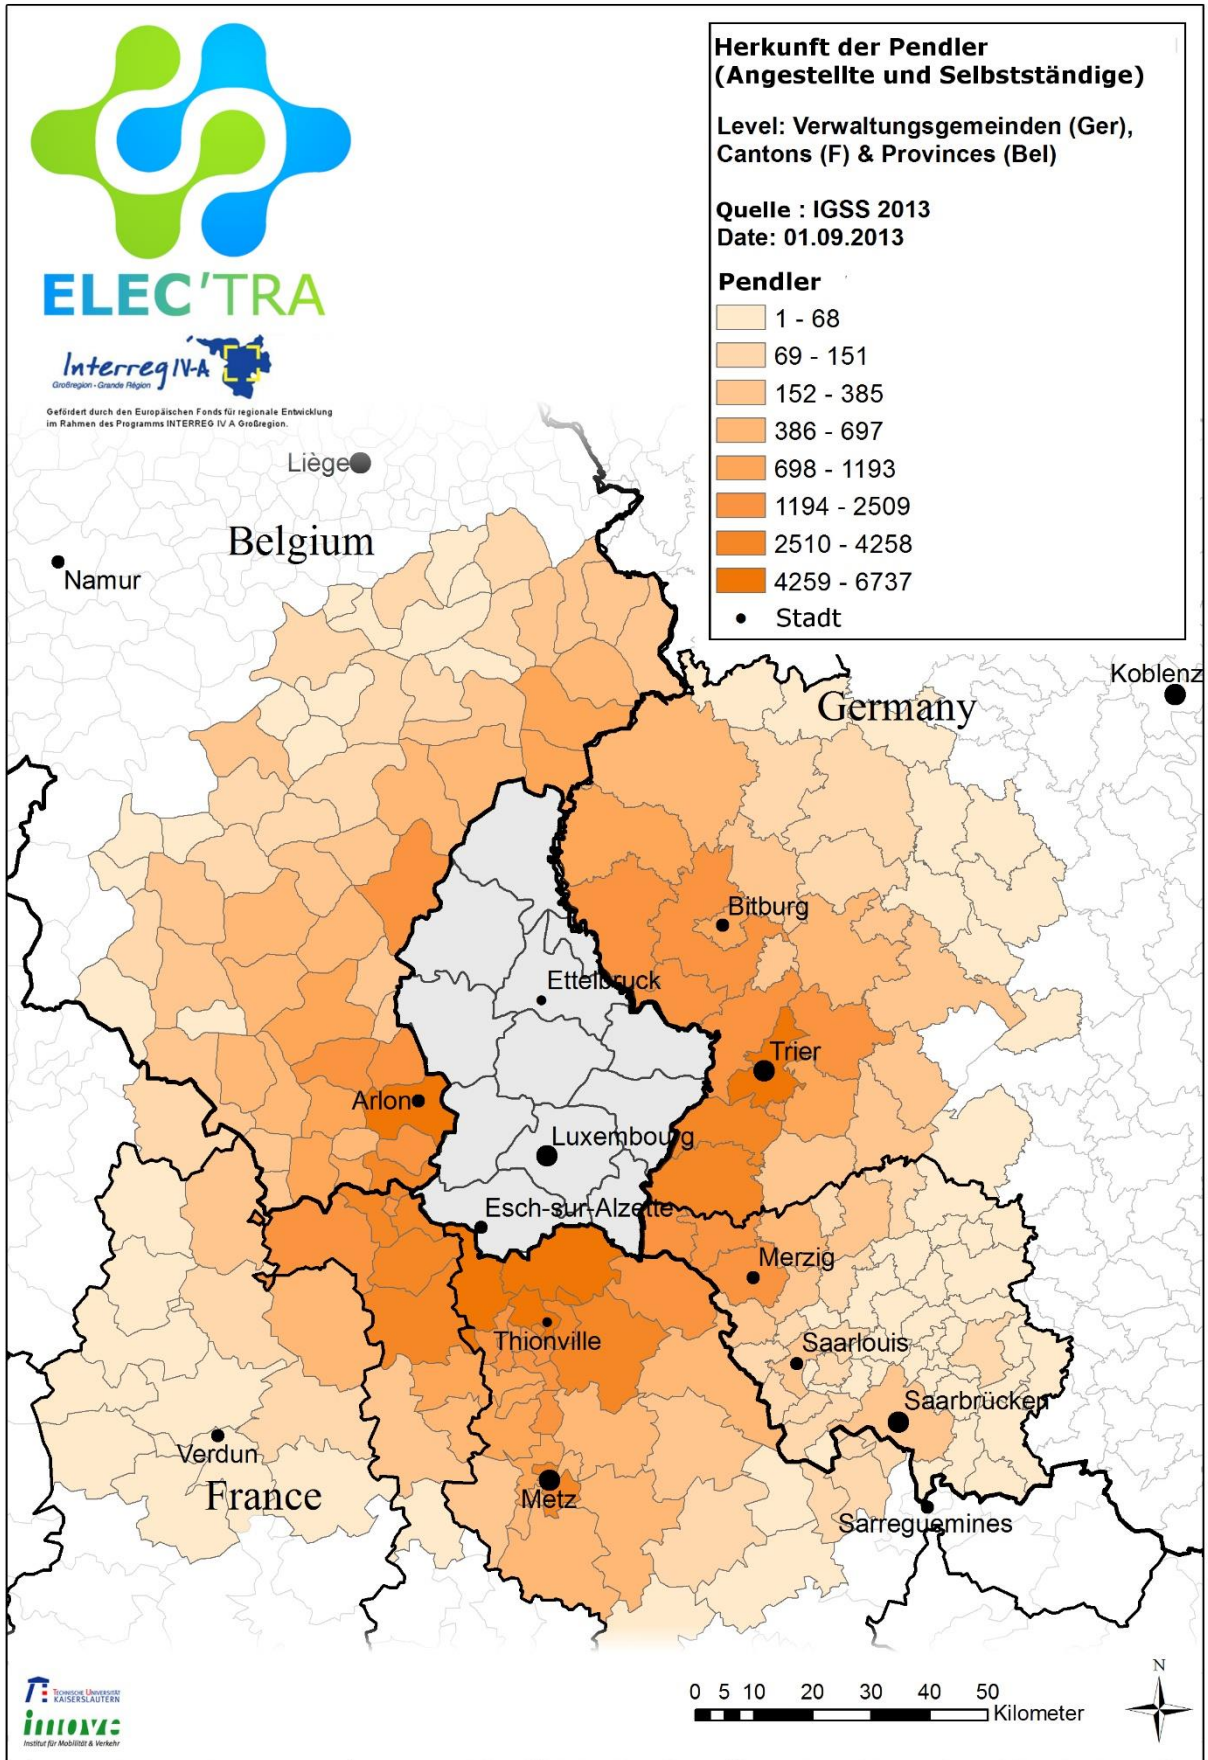 Herkunft der Pendler
(Angestellte und Selbstständige)
Level: Verwaltungsgemeinden (Ger),
Cantons (F) & Provinces (Bel)
Quelle : IGSS 2013
Date: 01.09.2013
Pendler
1 - 68
69 - 151
152 - 385
386 - 697
698 - 1193
1194 - 2509
2510 - 4258
4259 - 6737
Stadt
ELEC'TRA
Interreg IV-A
Großregion - Grande Région
Gefördert durch den Europäischen Fonds für regionale Entwicklung
im Rahmen des Programms INTERREG IV A Großregion.
Liège
Belgium
Namur
Koblenz
Germany
Bitburg
Ettelbruck
Trier
Arlon
Luxembourg
Esch-sur-Alzette
Merzig
Thionville
Saarlouis
Saarbrücken
Verdun
France
Metz
Sarreguemines
TECHNISCHE UNIVERSITÄT
KAISERSLAUTERN
imove
Institut für Mobilität & Verkehr
0 5 10 20 30 40 50
Kilometer
N